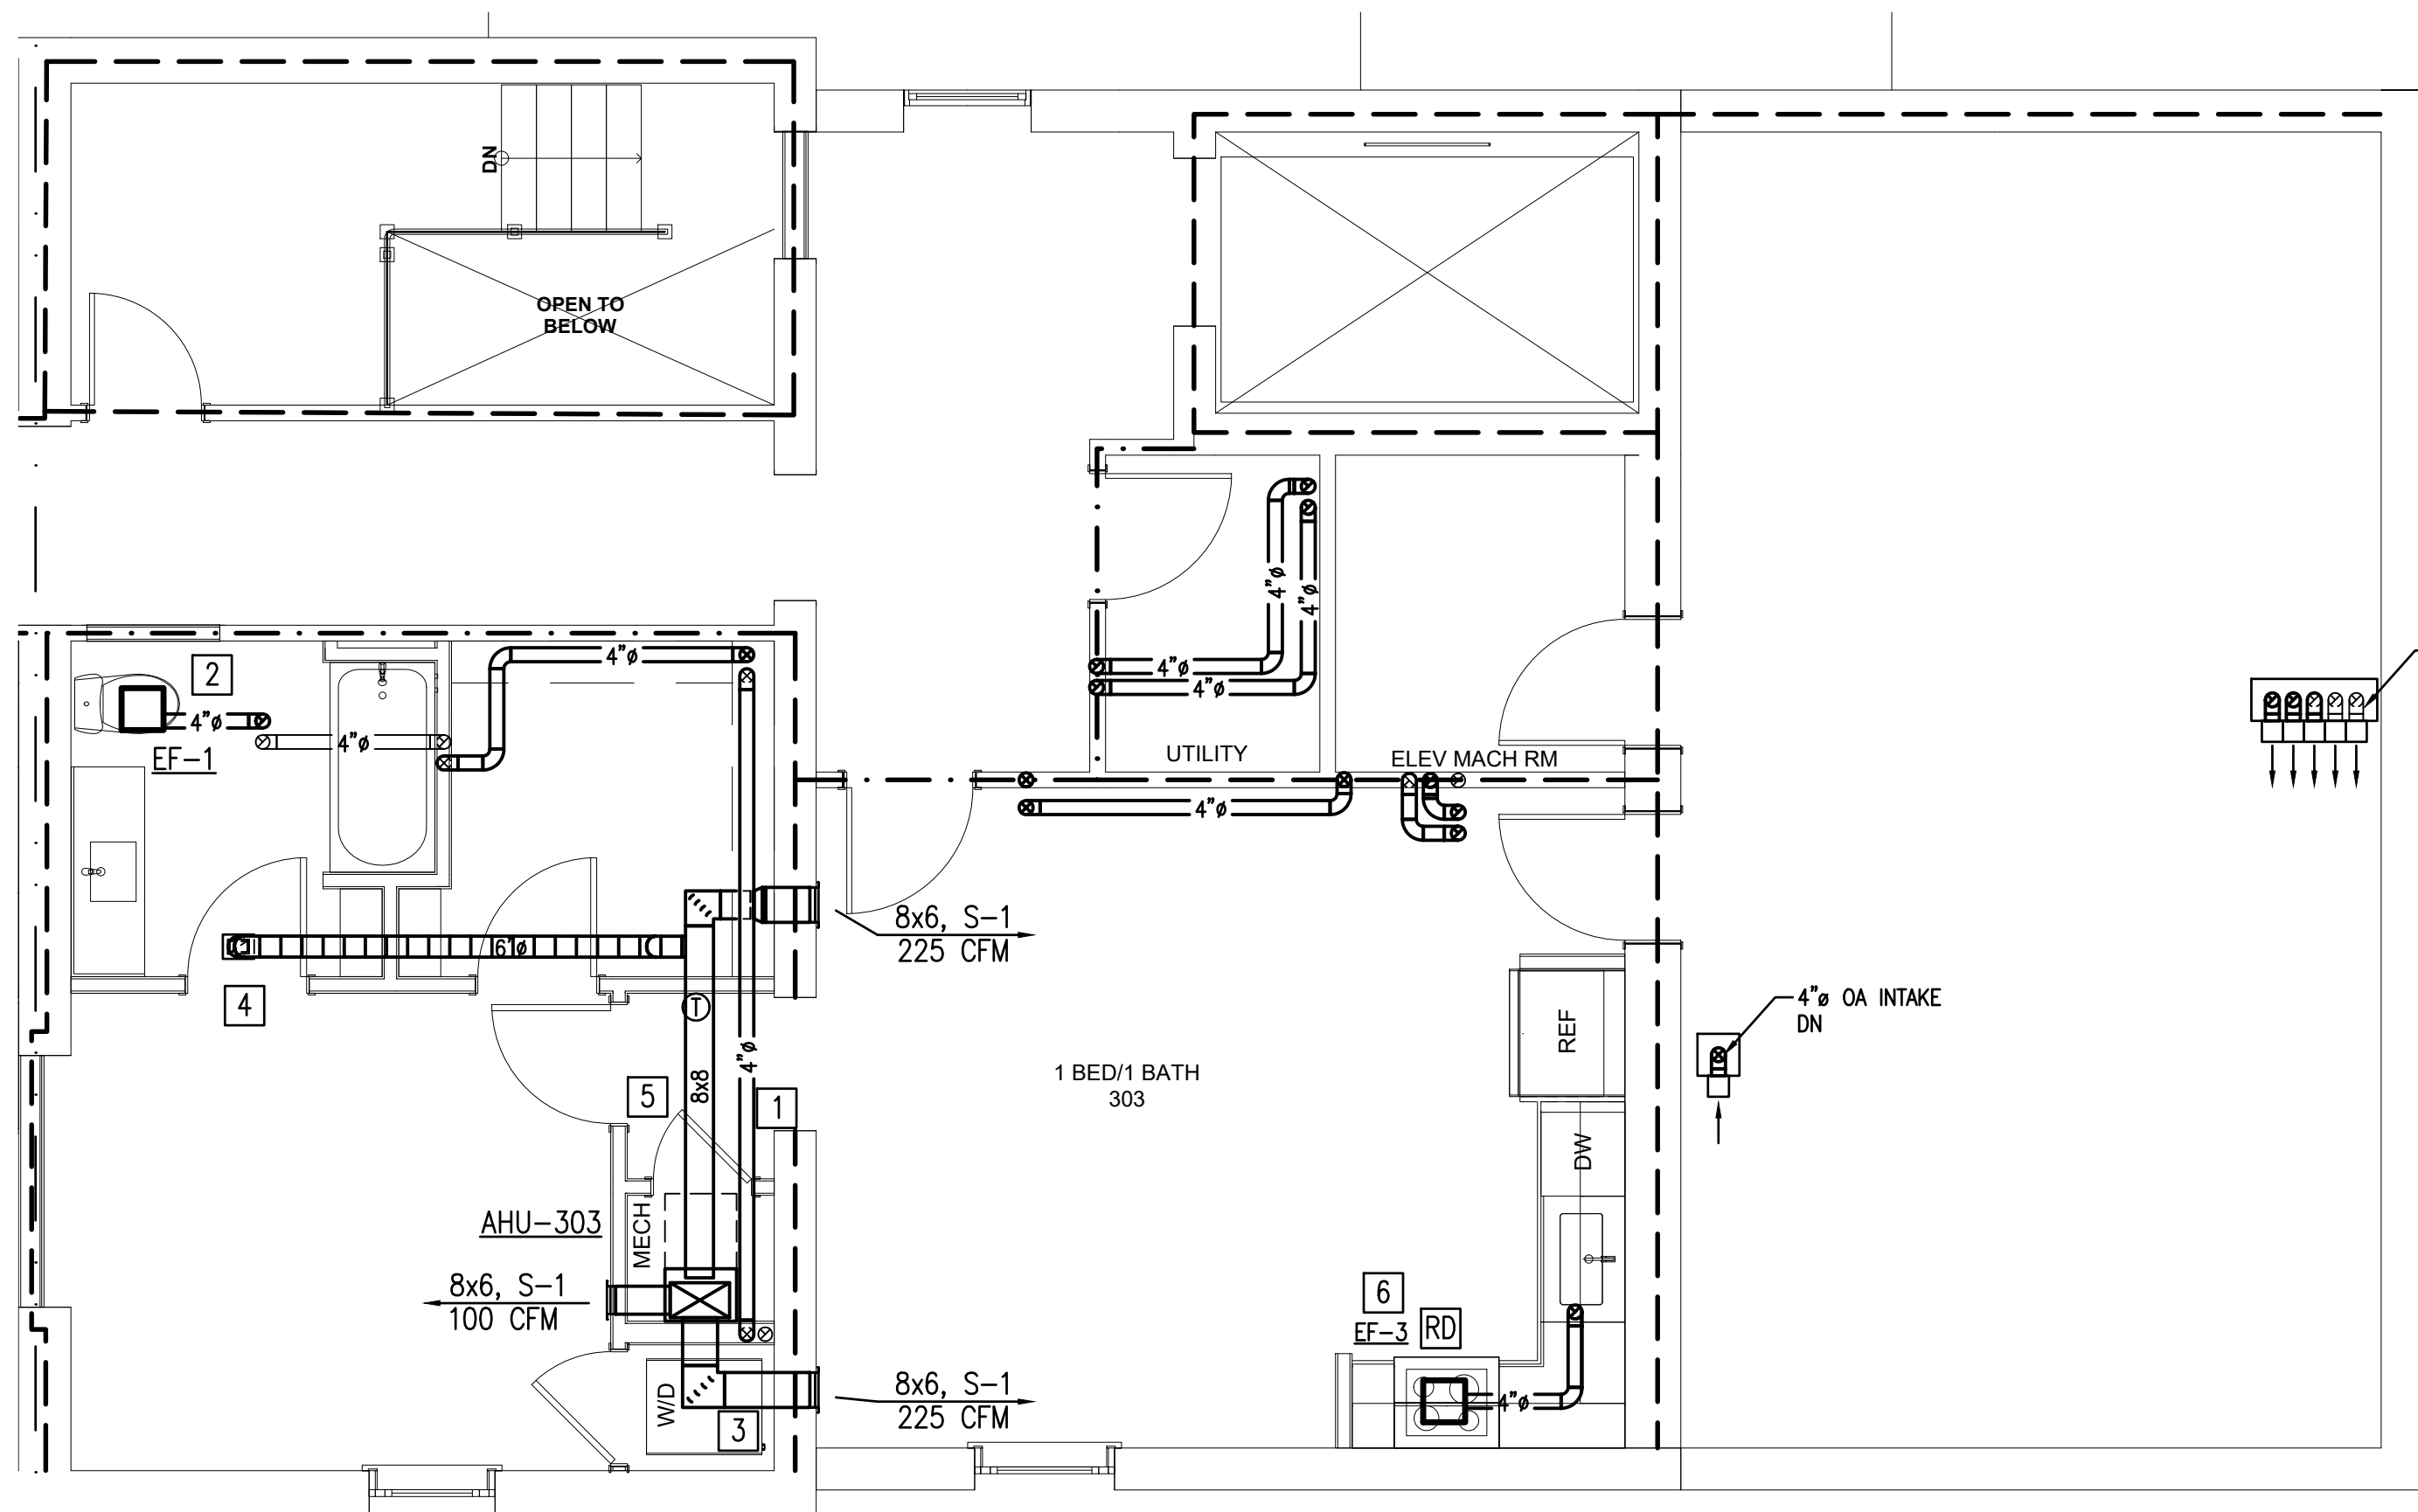 DN
OPEN TO
BELOW
4"ø
4"ø
4"ø
4"ø
2
4"ø
4"ø
4"ø
EF-1
UTILITY
ELEV MACH RM
4"ø
8x6, S-1
225 CFM
6"ø
4
T
4"ø
8x8
5
1
REF
4"ø OA INTAKE
DN
1 BED/1 BATH
303
DW
AHU-303
MECH
8x6, S-1
100 CFM
6
EF-3
RD
8x6, S-1
225 CFM
W/D
3
4"ø